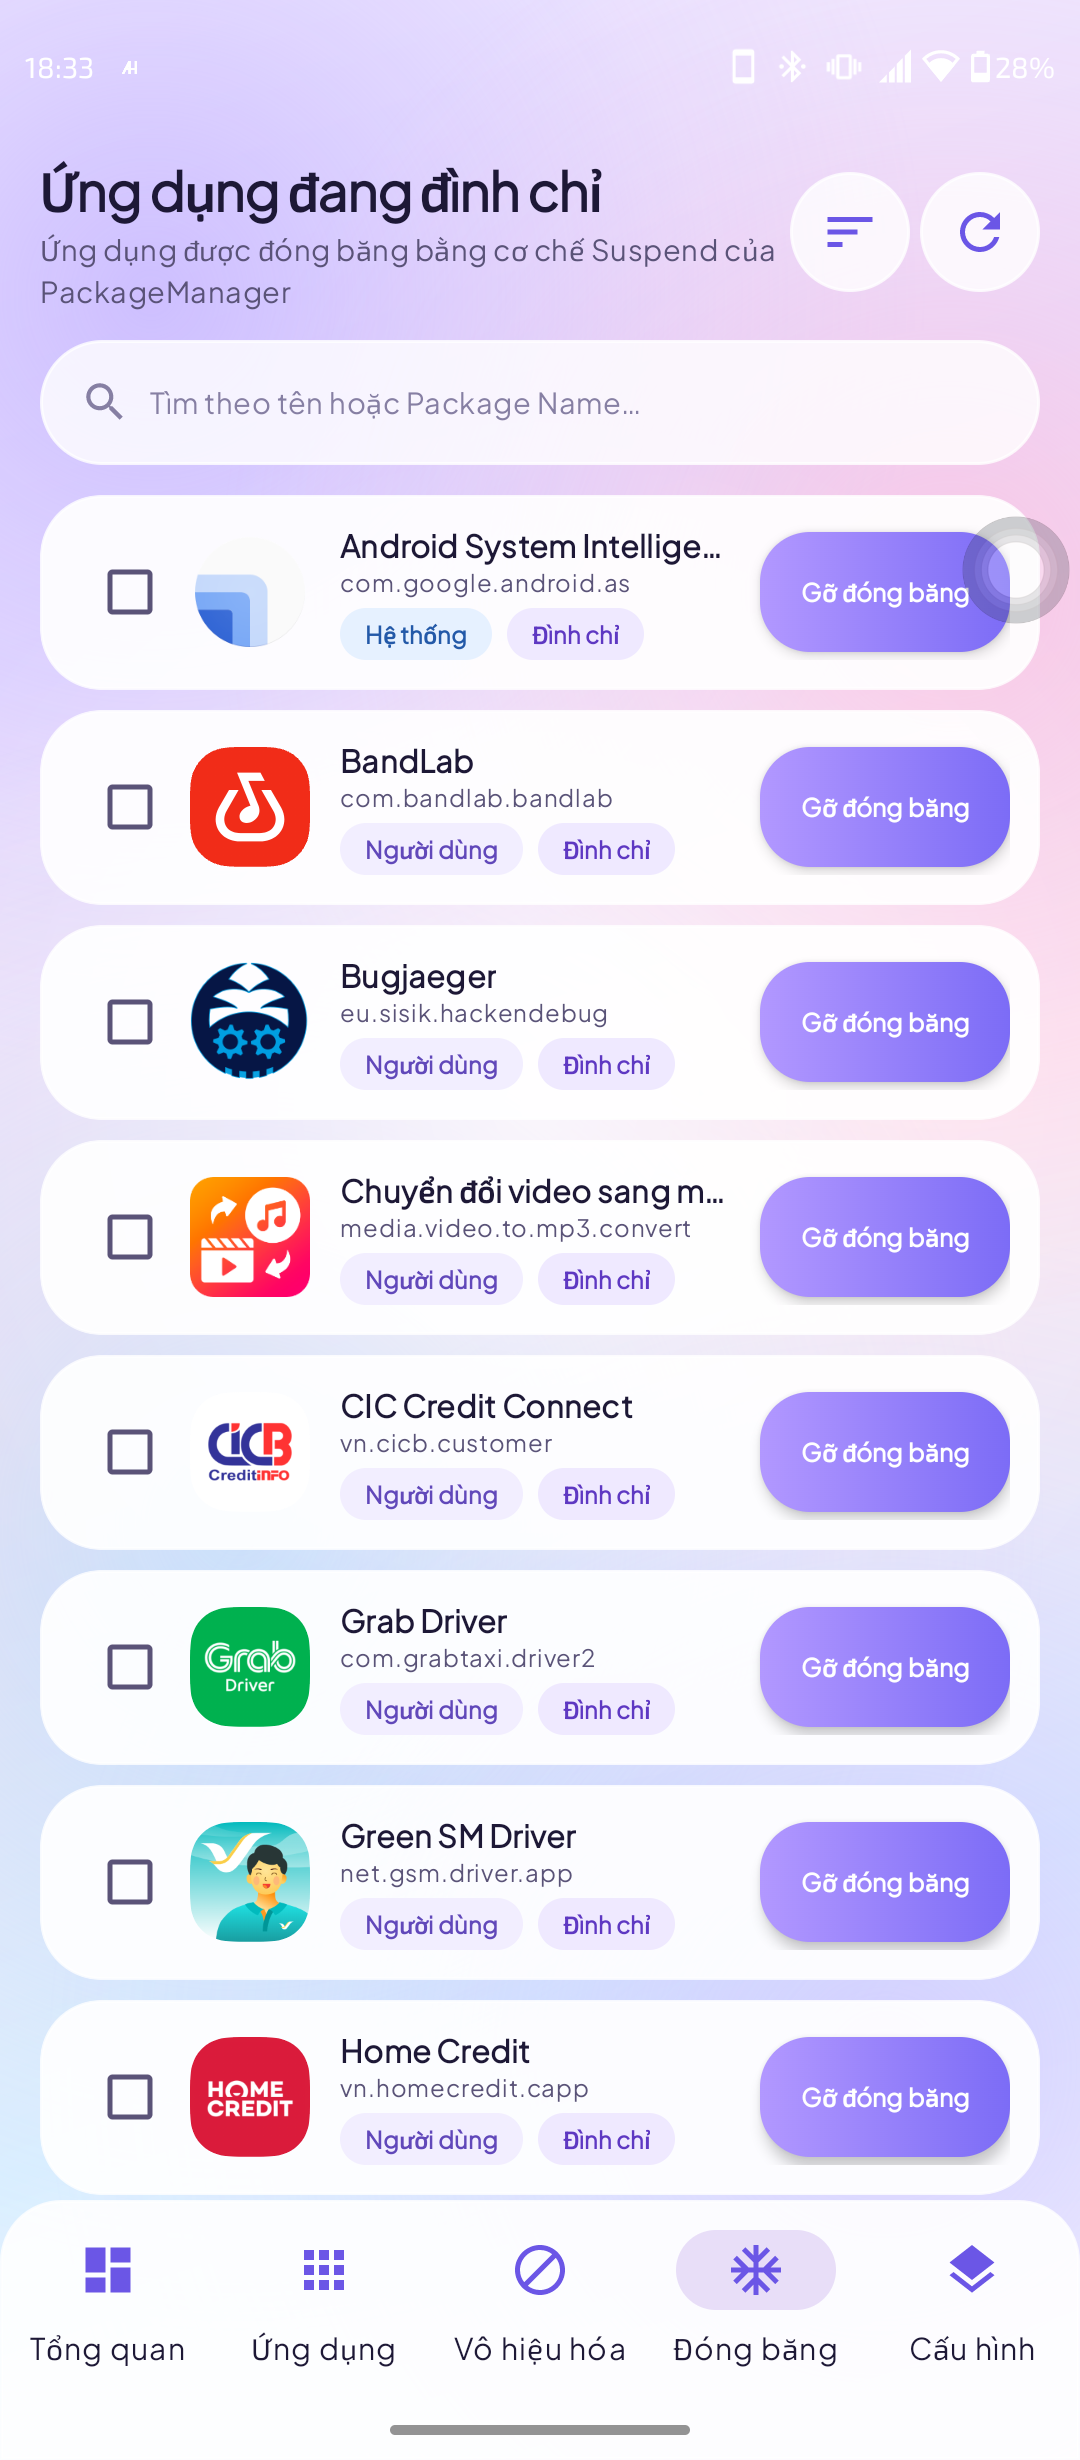 18:33
28%
Ứng dụng đang đình chỉ
Ứng dụng được đóng băng bằng cơ chế Suspend của
PackageManager
Tìm theo tên hoặc Package Name...
Android System Intellige...
com.google.android.as
Hệ thống
Đình chỉ
Gỡ đóng băng
BandLab
com.bandlab.bandlab
Người dùng
Đình chỉ
Gỡ đóng băng
Bugjaeger
eu.sisik.hackendebug
Người dùng
Đình chỉ
Gỡ đóng băng
Chuyển đổi video sang m...
media.video.to.mp3.convert
Người dùng
Đình chỉ
Gỡ đóng băng
CICB
Creditinfo
CIC Credit Connect
vn.cicb.customer
Người dùng
Đình chỉ
Gỡ đóng băng
Grab
Driver
Grab Driver
com.grabtaxi.driver2
Người dùng
Đình chỉ
Gỡ đóng băng
Green SM Driver
net.gsm.driver.app
Người dùng
Đình chỉ
Gỡ đóng băng
HOME
CREDIT
Home Credit
vn.homecredit.capp
Người dùng
Đình chỉ
Gỡ đóng băng
Tổng quan
Ứng dụng
Vô hiệu hóa
Đóng băng
Cấu hình